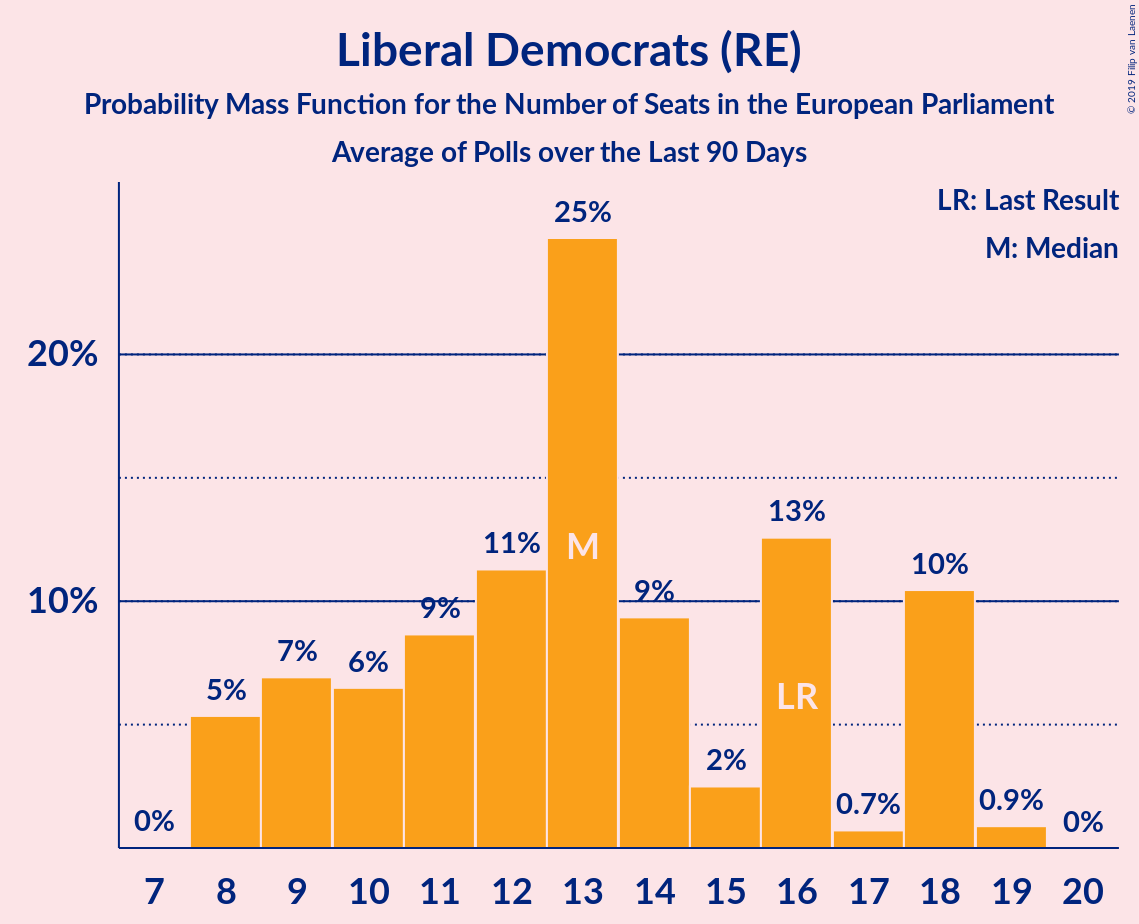 Liberal Democrats (RE)
Probability Mass Function for the Number of Seats in the European Parliament
Average of Polls over the Last 90 Days
© 2019 Filip van Laenen
LR: Last Result
M: Median
20%
10%
0%
5%
7%
6%
9%
11%
25%
M
9%
2%
13%
LR
0.7%
10%
0.9%
0%
7 8 9 10 11 12 13 14 15 16 17 18 19 20